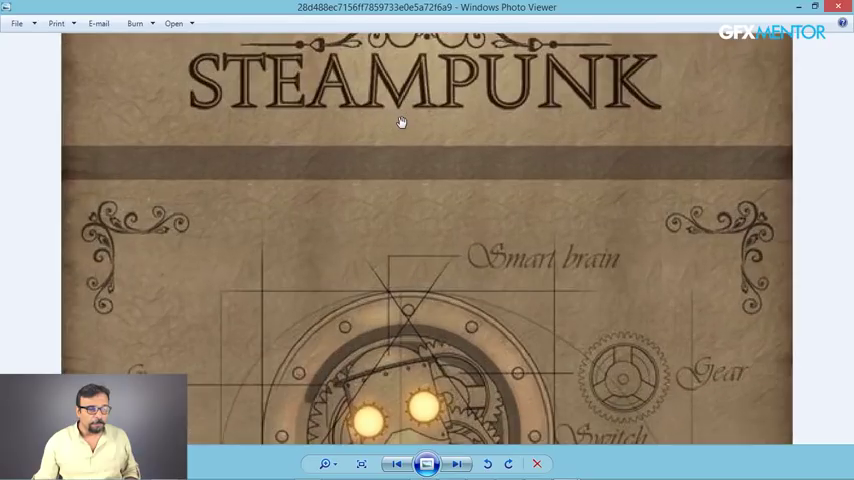 28d488ec7156ff7859733e0e5a72f6a9 - Windows Photo Viewer
File Print E-mail Burn Open
GFXMENTOR
STEAMPUNK
Smart brain
Gear
Switch